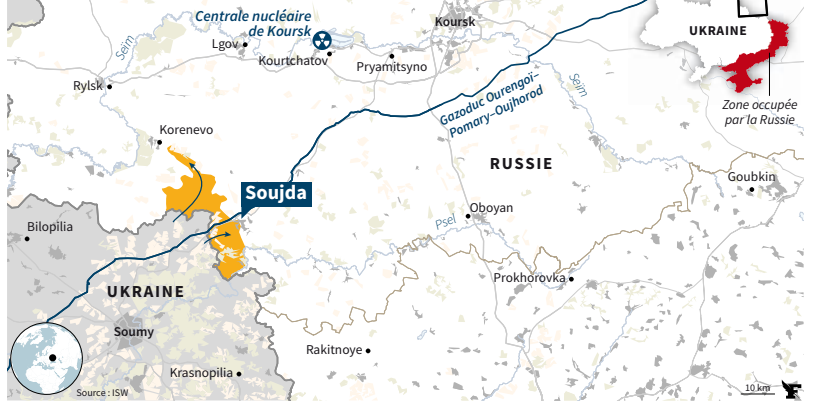 Centrale nucléaire
de Koursk
Koursk
Seim
Lgov
Kourtchatov
Pryamitsyno
Rylsk
Seim
Gazoduc Ourengoï–
Pomary–Oujhorod
UKRAINE
Zone occupée
par la Russie
Korenevo
RUSSIE
Goubkin
Soujda
Oboyan
Psel
Bilopilia
Prokhorovka
UKRAINE
Soumy
Rakitnoye
Krasnopilia
Source : ISW
10 km
F